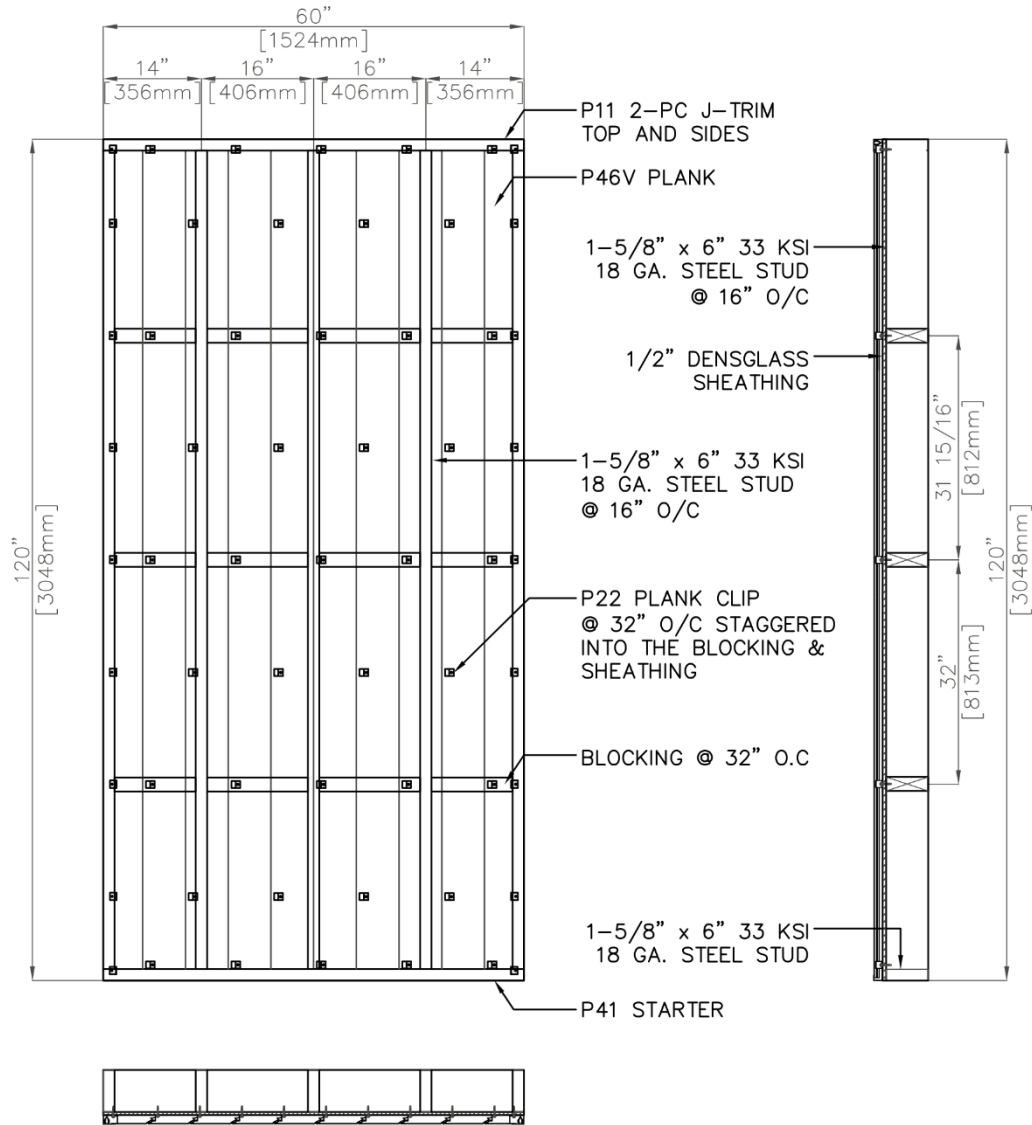 60"
[1524mm]
14"
16"
16"
14"
[356mm]
[406mm]
[406mm]
[356mm]
P11 2-PC J-TRIM
TOP AND SIDES
P46V PLANK
1-5/8" x 6" 33 KSI
18 GA. STEEL STUD
@ 16" O/C
1/2" DENSGLASS
SHEATHING
31 15/16"
[812mm]
1-5/8" x 6" 33 KSI
18 GA. STEEL STUD
@ 16" O/C
120"
[3048mm]
120"
[3048mm]
P22 PLANK CLIP
@ 32" O/C STAGGERED
INTO THE BLOCKING &
SHEATHING
32"
[813mm]
BLOCKING @ 32" O.C
1-5/8" x 6" 33 KSI
18 GA. STEEL STUD
P41 STARTER